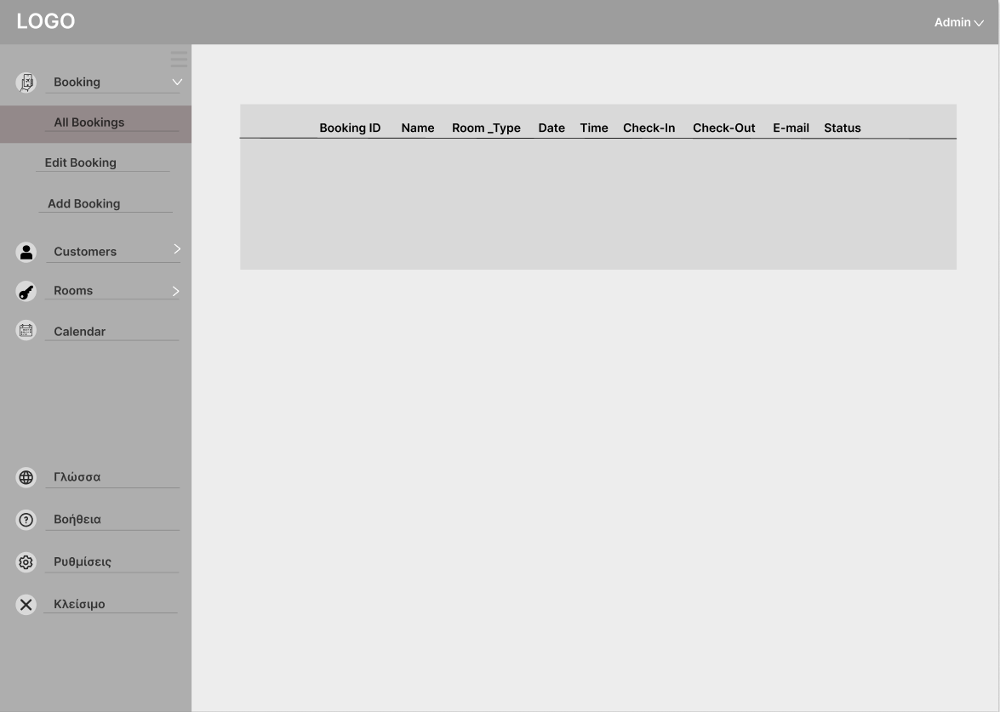 LOGO
Admin
Booking
All Bookings
Edit Booking
Add Booking
Customers
Rooms
Calendar
Γλώσσα
Βοήθεια
Ρυθμίσεις
Κλείσιμο
Booking ID Name Room _Type Date Time Check-In Check-Out E-mail Status